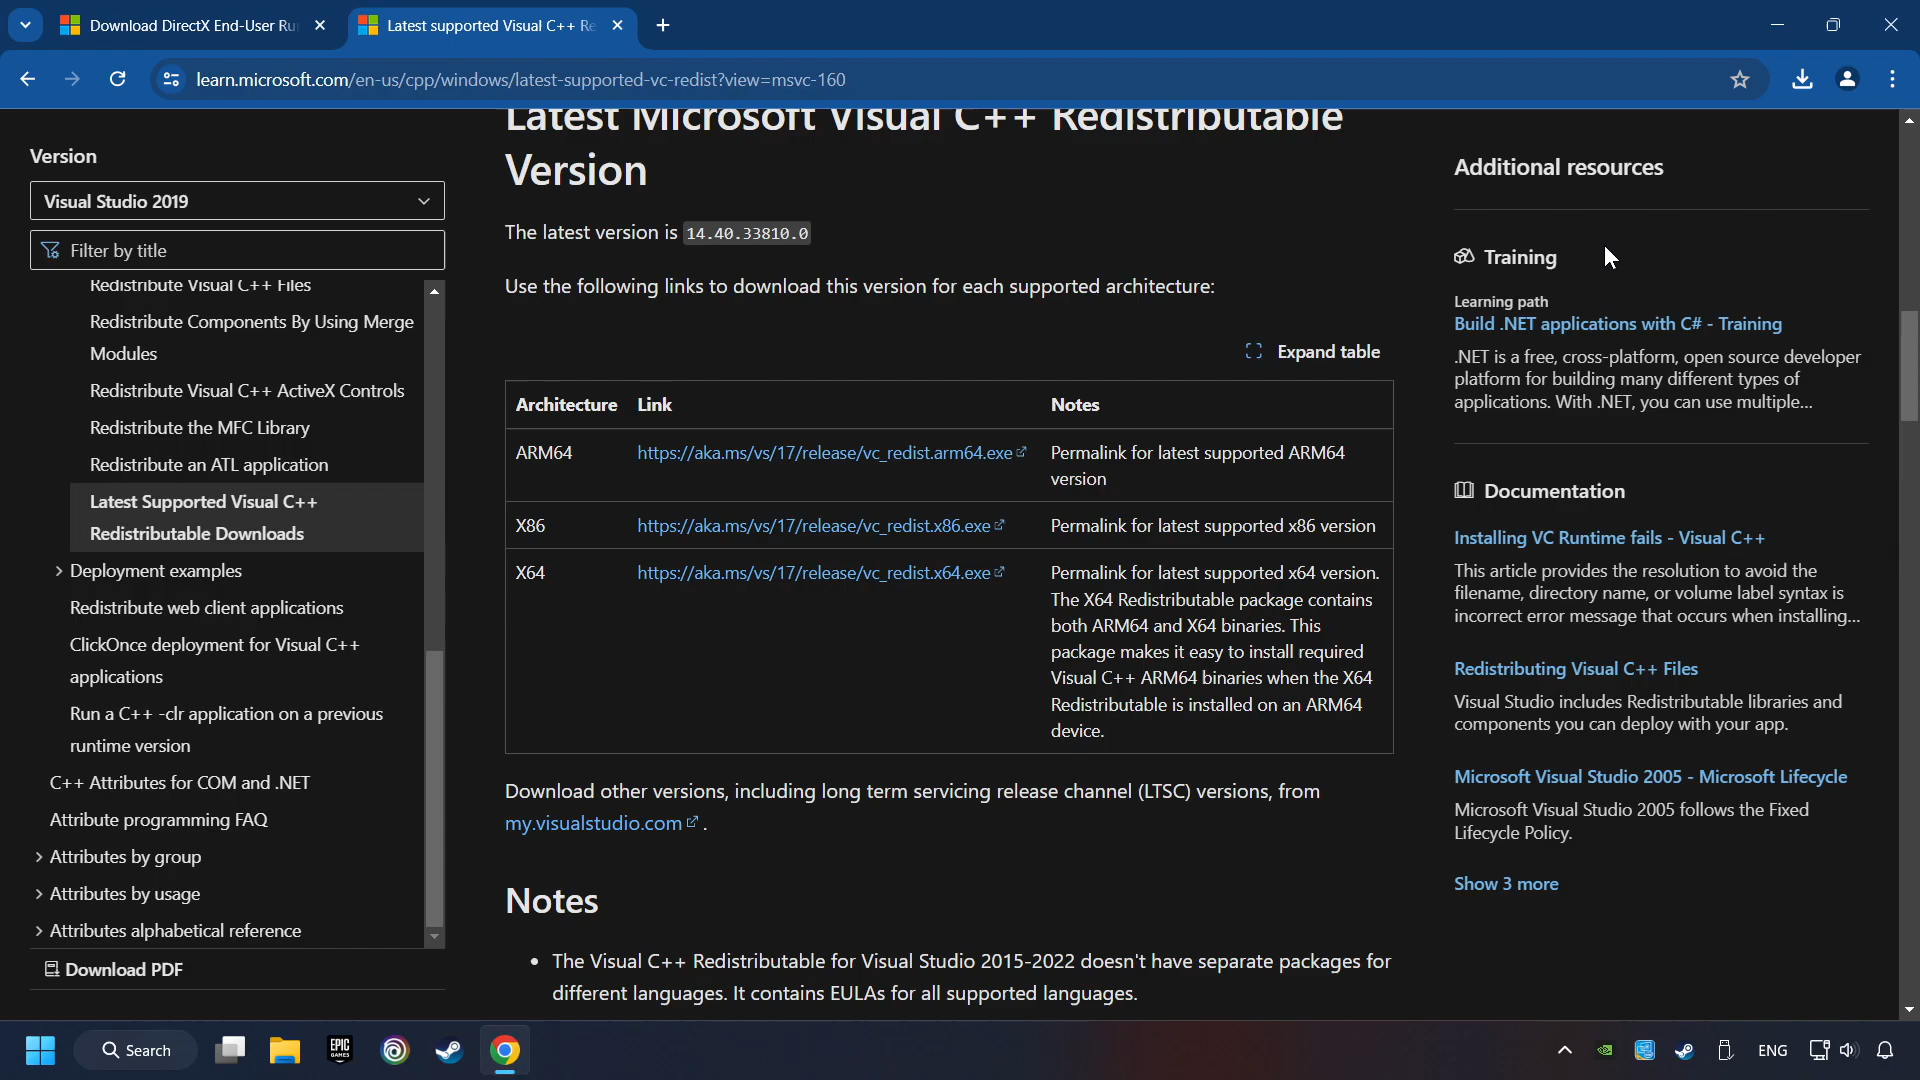 Download DirectX End-User Ru
Latest supported Visual C++ Re
learn.microsoft.com/en-us/cpp/windows/latest-supported-vc-redist?view=msvc-160
Version
Visual Studio 2019
Filter by title
Redistribute Visual C++ Files
Redistribute Components By Using Merge
Modules
Redistribute Visual C++ ActiveX Controls
Redistribute the MFC Library
Redistribute an ATL application
Latest Supported Visual C++
Redistributable Downloads
Deployment examples
Redistribute web client applications
ClickOnce deployment for Visual C++
applications
Run a C++ -clr application on a previous
runtime version
C++ Attributes for COM and .NET
Attribute programming FAQ
Attributes by group
Attributes by usage
Attributes alphabetical reference
Download PDF
Latest Microsoft Visual C++ Redistributable
Version
The latest version is 14.40.33810.0
Use the following links to download this version for each supported architecture:
Expand table
Architecture Link Notes
ARM64 https://aka.ms/vs/17/release/vc_redist.arm64.exe Permalink for latest supported ARM64
version
X86 https://aka.ms/vs/17/release/vc_redist.x86.exe Permalink for latest supported x86 version
X64 https://aka.ms/vs/17/release/vc_redist.x64.exe Permalink for latest supported x64 version.
The X64 Redistributable package contains
both ARM64 and X64 binaries. This
package makes it easy to install required
Visual C++ ARM64 binaries when the X64
Redistributable is installed on an ARM64
device.
Download other versions, including long term servicing release channel (LTSC) versions, from
my.visualstudio.com .
Notes
• The Visual C++ Redistributable for Visual Studio 2015-2022 doesn't have separate packages for
different languages. It contains EULAs for all supported languages.
Additional resources
Training
Learning path
Build .NET applications with C# - Training
.NET is a free, cross-platform, open source developer
platform for building many different types of
applications. With .NET, you can use multiple...
Documentation
Installing VC Runtime fails - Visual C++
This article provides the resolution to avoid the
filename, directory name, or volume label syntax is
incorrect error message that occurs when installing...
Redistributing Visual C++ Files
Visual Studio includes Redistributable libraries and
components you can deploy with your app.
Microsoft Visual Studio 2005 - Microsoft Lifecycle
Microsoft Visual Studio 2005 follows the Fixed
Lifecycle Policy.
Show 3 more
Search
EPIC
GAMES
ENG